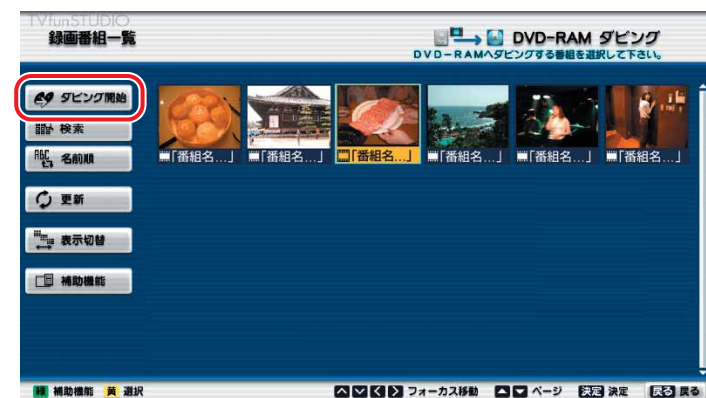 TVfunSTUDIO
録画番組一覧
DVD-RAM ダビング
DVD-RAMへダビングする番組を選択して下さい。
ダビング開始
検索
ABC 名前順
更新
表示切替
補助機能
「番組名...」 「番組名...」 「番組名...」 「番組名...」 「番組名...」 「番組名...」
緑 補助機能 黄 選択 フォーカス移動 ページ 決定 決定 戻る 戻る